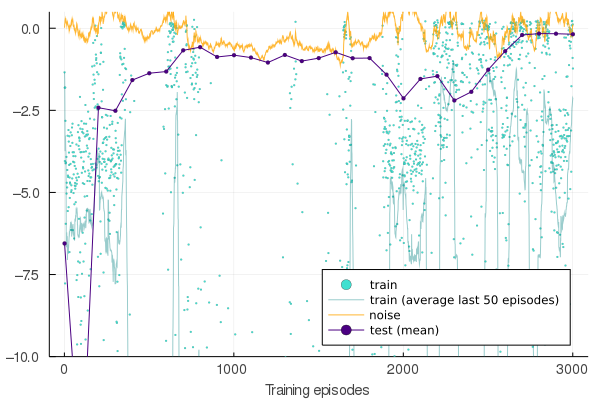 0.0
−2.5
−5.0
−7.5
−10.0
0
1000
2000
3000
Training episodes
train
train (average last 50 episodes)
noise
test (mean)